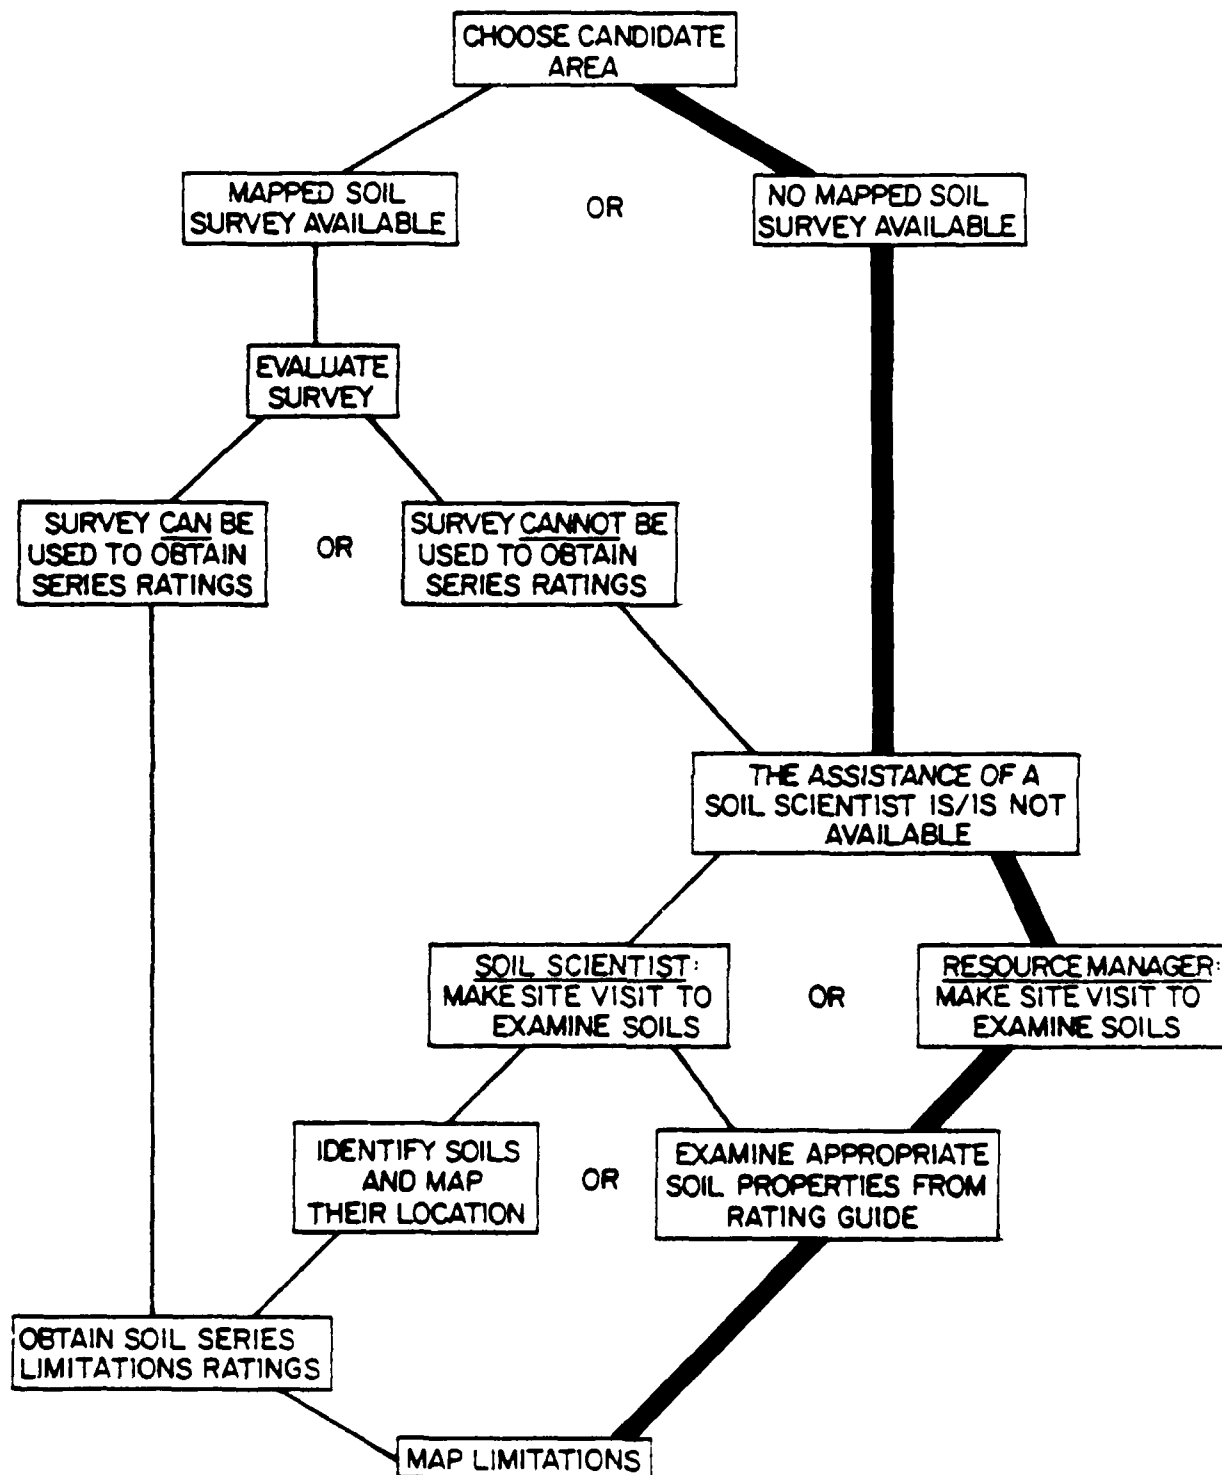 CHOOSE CANDIDATE
AREA
MAPPED SOIL
SURVEY AVAILABLE
OR
NO MAPPED SOIL
SURVEY AVAILABLE
EVALUATE
SURVEY
SURVEY CAN BE
USED TO OBTAIN
SERIES RATINGS
OR
SURVEY CANNOT BE
USED TO OBTAIN
SERIES RATINGS
THE ASSISTANCE OF A
SOIL SCIENTIST IS/IS NOT
AVAILABLE
SOIL SCIENTIST:
MAKE SITE VISIT TO
EXAMINE SOILS
OR
RESOURCE MANAGER:
MAKE SITE VISIT TO
EXAMINE SOILS
IDENTIFY SOILS
AND MAP
THEIR LOCATION
OR
EXAMINE APPROPRIATE
SOIL PROPERTIES FROM
RATING GUIDE
OBTAIN SOIL SERIES
LIMITATIONS RATINGS
MAP LIMITATIONS